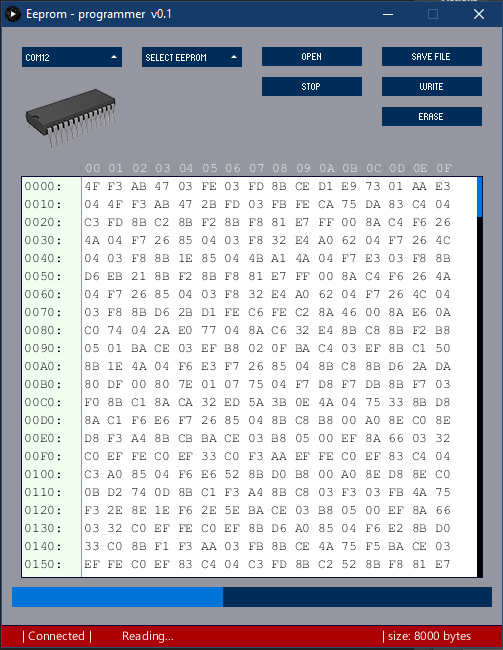 Eeprom - programmer v0.1
COM12 SELECT EEPROM OPEN SAVE FILE
STOP WRITE
ERASE
00 01 02 03 04 05 06 07 08 09 0A 0B 0C 0D 0E 0F
0000: 4F F3 AB 47 03 FE 03 FD 8B CE D1 E9 73 01 AA E3
0010: 04 4F F3 AB 47 2B FD 03 FB FE CA 75 DA 83 C4 04
0020: C3 FD 8B C2 8B F2 8B F8 81 E7 FF 00 8A C4 F6 26
0030: 4A 04 F7 26 85 04 03 F8 32 E4 A0 62 04 F7 26 4C
0040: 04 03 F8 8B 1E 85 04 4B A1 4A 04 F7 E3 03 F8 8B
0050: D6 EB 21 8B F2 8B F8 81 E7 FF 00 8A C4 F6 26 4A
0060: 04 F7 26 85 04 03 F8 32 E4 A0 62 04 F7 26 4C 04
0070: 03 F8 8B D6 2B D1 FE C6 FE C2 8A 46 00 8A E6 0A
0080: C0 74 04 2A E0 77 04 8A C6 32 E4 8B C8 8B F2 B8
0090: 05 01 BA CE 03 EF B8 02 0F BA C4 03 EF 8B C1 50
00A0: 8B 1E 4A 04 F6 E3 F7 26 85 04 8B C8 8B D6 2A DA
00B0: 80 DF 00 80 7E 01 07 75 04 F7 D8 F7 DB 8B F7 03
00C0: F0 8B C1 8A CA 32 ED 5A 3B 0E 4A 04 75 33 8B D8
00D0: 8A C1 F6 E6 F7 26 85 04 8B C8 B8 00 A0 8E C0 8E
00E0: D8 F3 A4 8B CB BA CE 03 B8 05 00 EF 8A 66 03 32
00F0: C0 EF FE C0 EF 33 C0 F3 AA EF FE C0 EF 83 C4 04
0100: C3 A0 85 04 F6 E6 52 8B D0 B8 00 A0 8E D8 8E C0
0110: 0B D2 74 0D 8B C1 F3 A4 8B C8 03 F3 03 FB 4A 75
0120: F3 2E 8E 1E F6 2E 5E BA CE 03 B8 05 00 EF 8A 66
0130: 03 32 C0 EF FE C0 EF 8B D6 A0 85 04 F6 E2 8B D0
0140: 33 C0 8B F1 F3 AA 03 FB 8B CE 4A 75 F5 BA CE 03
0150: EF FE C0 EF 83 C4 04 C3 FD 8B C2 52 8B F8 81 E7
| Connected | Reading... | size: 8000 bytes